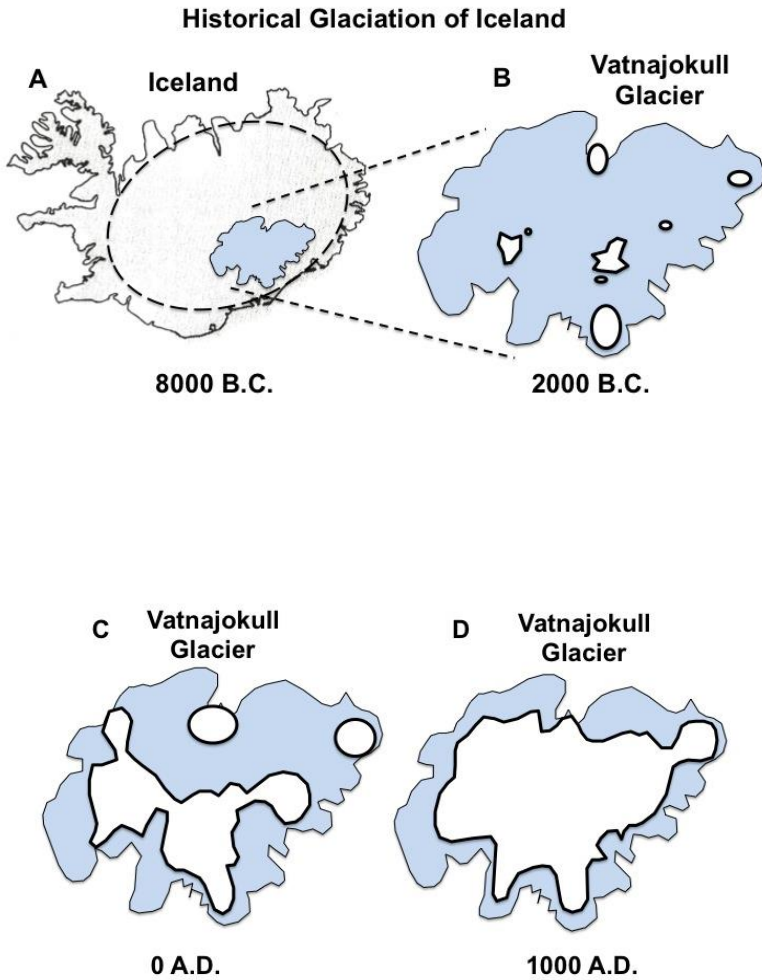 Historical Glaciation of Iceland
A
Iceland
B
Vatnajokull
Glacier
8000 B.C.
2000 B.C.
C
Vatnajokull
Glacier
D
Vatnajokull
Glacier
0 A.D.
1000 A.D.